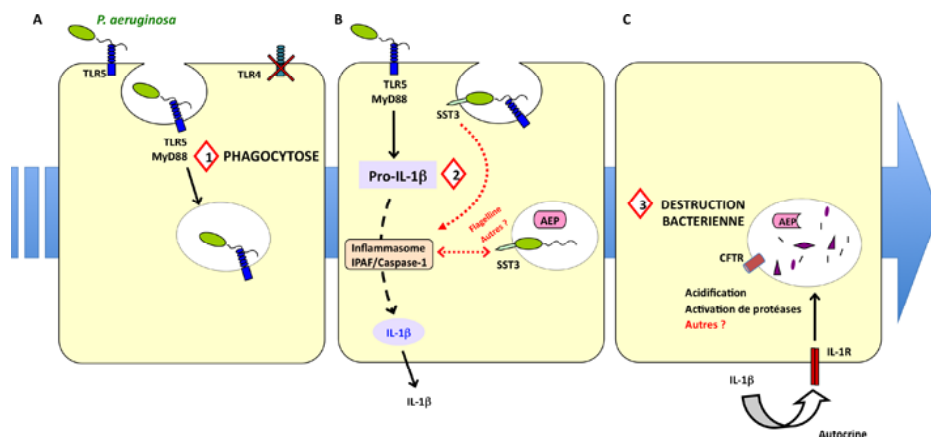 A
P. aeruginosa
TLR5
TLR4
TLR5
MyD88
1
PHAGOCYTOSE
B
TLR5
MyD88
SST3
Pro-IL-1β
2
Flagelline
Autres ?
AEP
Inflammasome
IPAF/Caspase-1
SST3
IL-1β
IL-1β
C
3
DESTRUCTION
BACTERIENNE
AEP
CFTR
Acidification
Activation de protéases
Autres ?
IL-1R
IL-1β
Autocrine